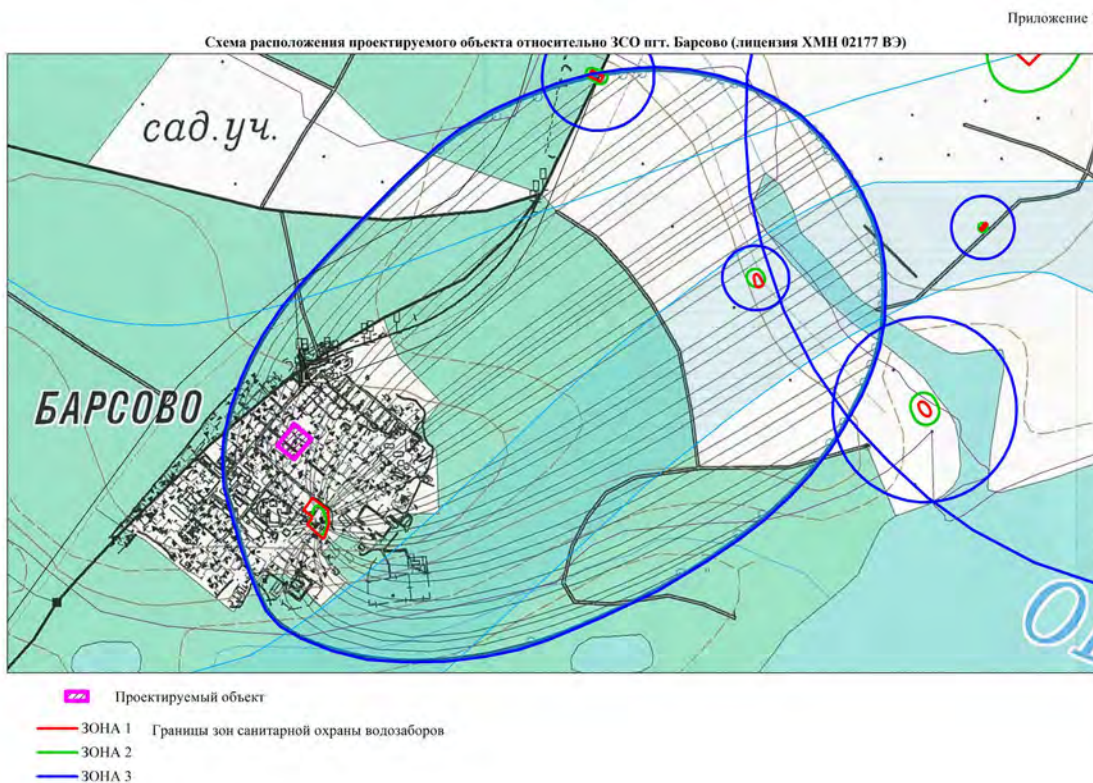 Приложение
Схема расположения проектируемого объекта относительно ЗСО пгт. Барсово (лицензия ХМН 02177 ВЭ)
сад.уч.
БАРСОВО
Проектируемый объект
ЗОНА 1 Границы зон санитарной охраны водозаборов
ЗОНА 2
ЗОНА 3